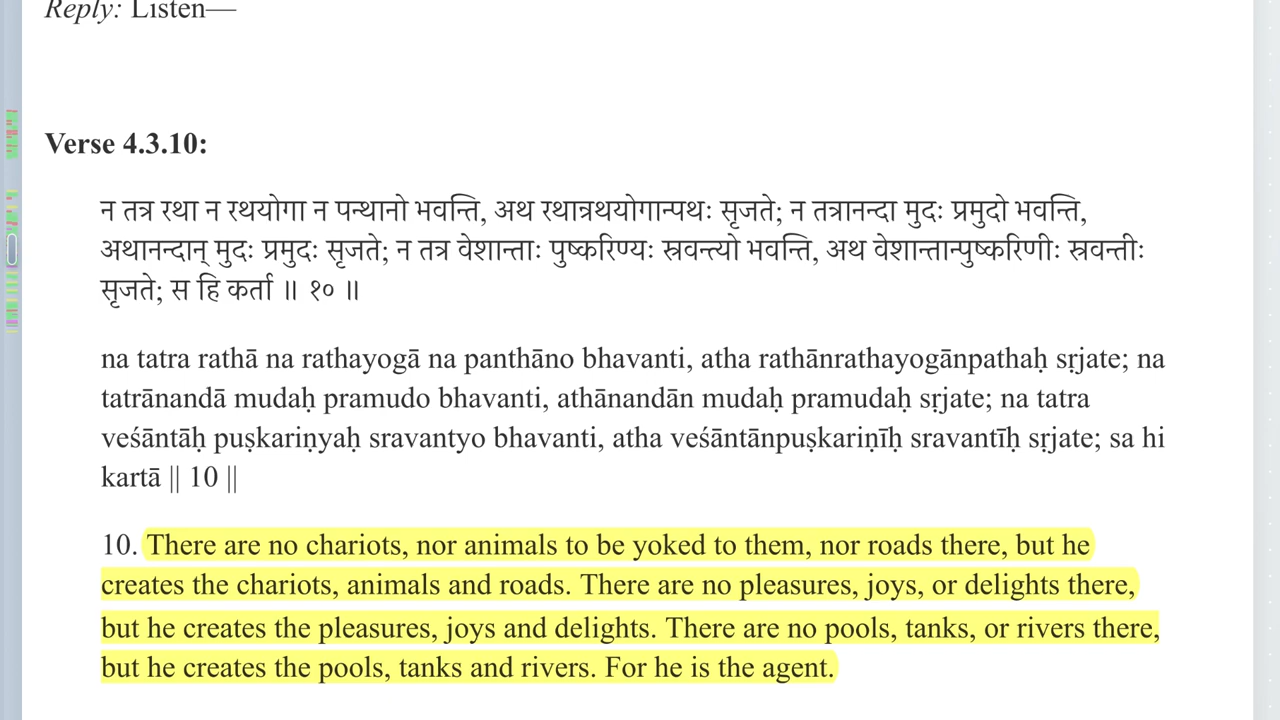 Reply: Listen—
Verse 4.3.10:
न तत्र रथा न रथयोगा न पन्थानो भवन्ति, अथ रथान्रथयोगान्पथः सृजते; न तत्रानन्दा मुदः प्रमुदो भवन्ति,
अथानन्दान् मुदः प्रमुदः सृजते; न तत्र वेशान्ताः पुष्करिण्यः स्रवन्त्यो भवन्ति, अथ वेशान्तान्पुष्करिणीः स्रवन्तीः
सृजते; स हि कर्ता ॥ १० ॥
na tatra rathā na rathayogā na panthāno bhavanti, atha rathānrathayogānpathaḥ sṛjate; na
tatrānandā mudaḥ pramudo bhavanti, athānandān mudaḥ pramudaḥ sṛjate; na tatra
veśāntāḥ puṣkariṇyaḥ sravantyo bhavanti, atha veśāntānpuṣkariṇīḥ sravantīḥ sṛjate; sa hi
kartā || 10 ||
10. There are no chariots, nor animals to be yoked to them, nor roads there, but he
creates the chariots, animals and roads. There are no pleasures, joys, or delights there,
but he creates the pleasures, joys and delights. There are no pools, tanks, or rivers there,
but he creates the pools, tanks and rivers. For he is the agent.